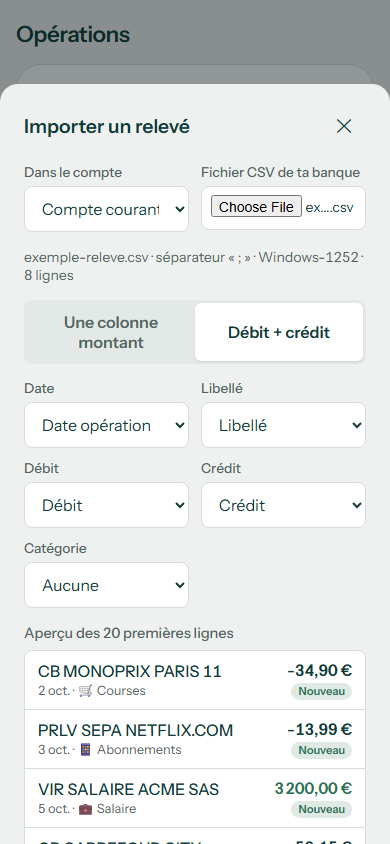 Opérations
Importer un relevé
Dans le compte
Fichier CSV de ta banque
Compte courant
Choose File ex....csv
exemple-releve.csv · séparateur « ; » · Windows-1252 ·
8 lignes
Une colonne
montant
Débit + crédit
Date
Libellé
Date opération
Libellé
Débit
Crédit
Débit
Crédit
Catégorie
Aucune
Aperçu des 20 premières lignes
CB MONOPRIX PARIS 11
-34,90 €
2 oct. · 🛒 Courses
Nouveau
PRLV SEPA NETFLIX.COM
-13,99 €
3 oct. · Abonnements
Nouveau
VIR SALAIRE ACME SAS
3 200,00 €
5 oct. · 💼 Salaire
Nouveau